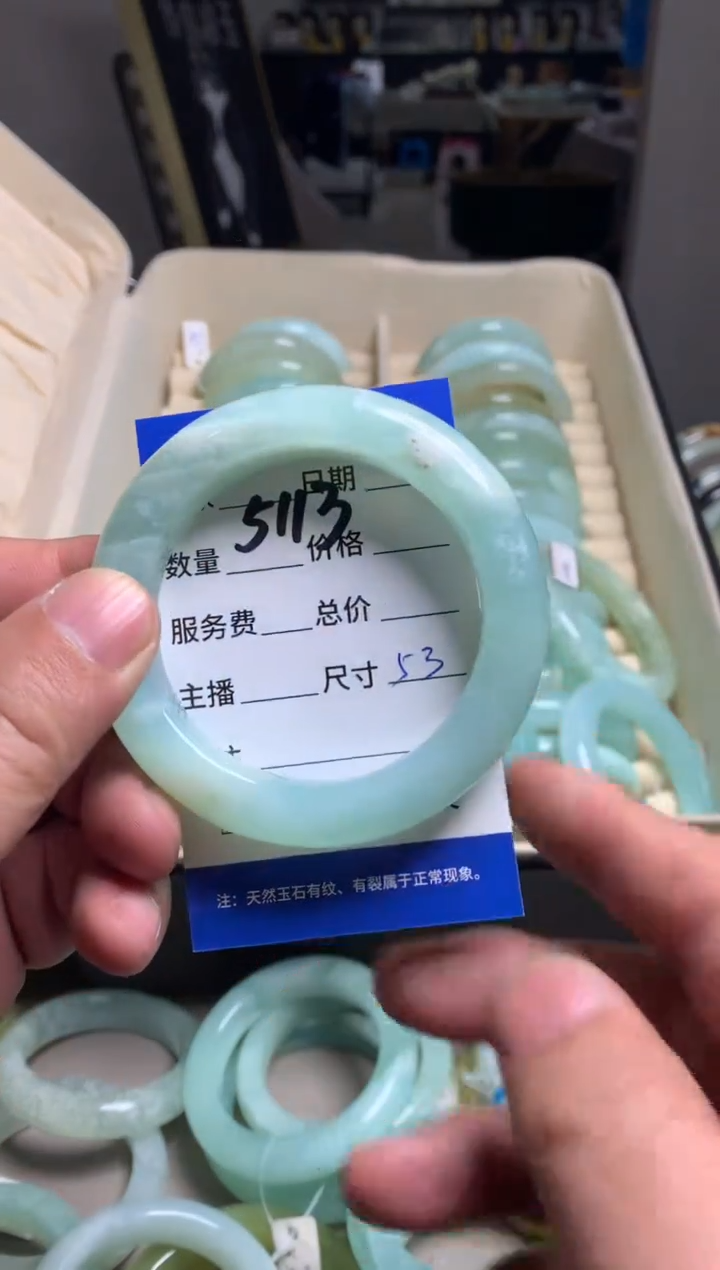 日期
5113
数量 价格
服务费 总价
主播 尺寸 53
注：天然玉石有纹、有裂属于正常现象。